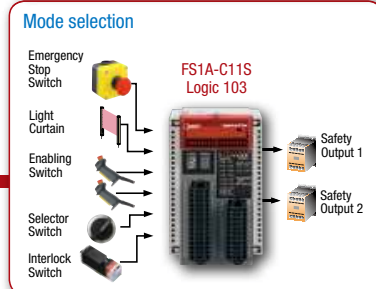 Mode selection
Emergency
Stop
Switch
FS1A-C11S
Logic 103
Light
Curtain
Enabling
Switch
Safety
Output 1
Safety
Output 2
Selector
Switch
Interlock
Switch